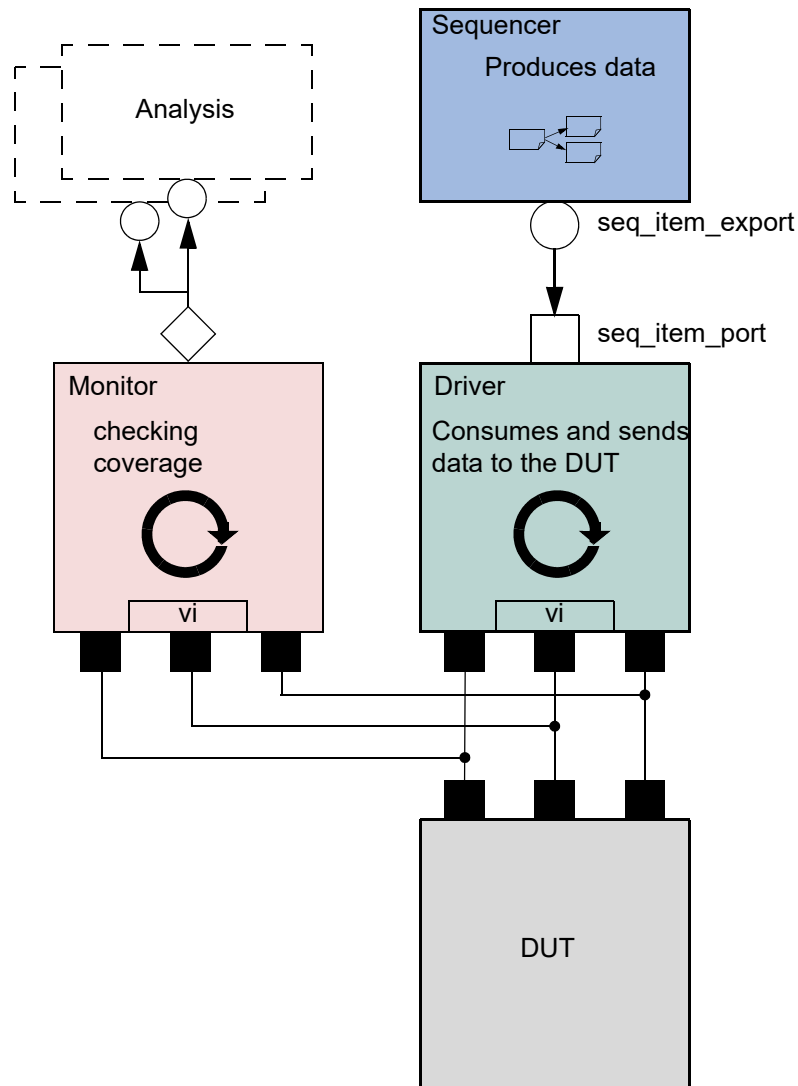 Analysis
Sequencer
Produces data
seq_item_export
seq_item_port
Monitor
checking
coverage
vi
Driver
Consumes and sends
data to the DUT
vi
DUT